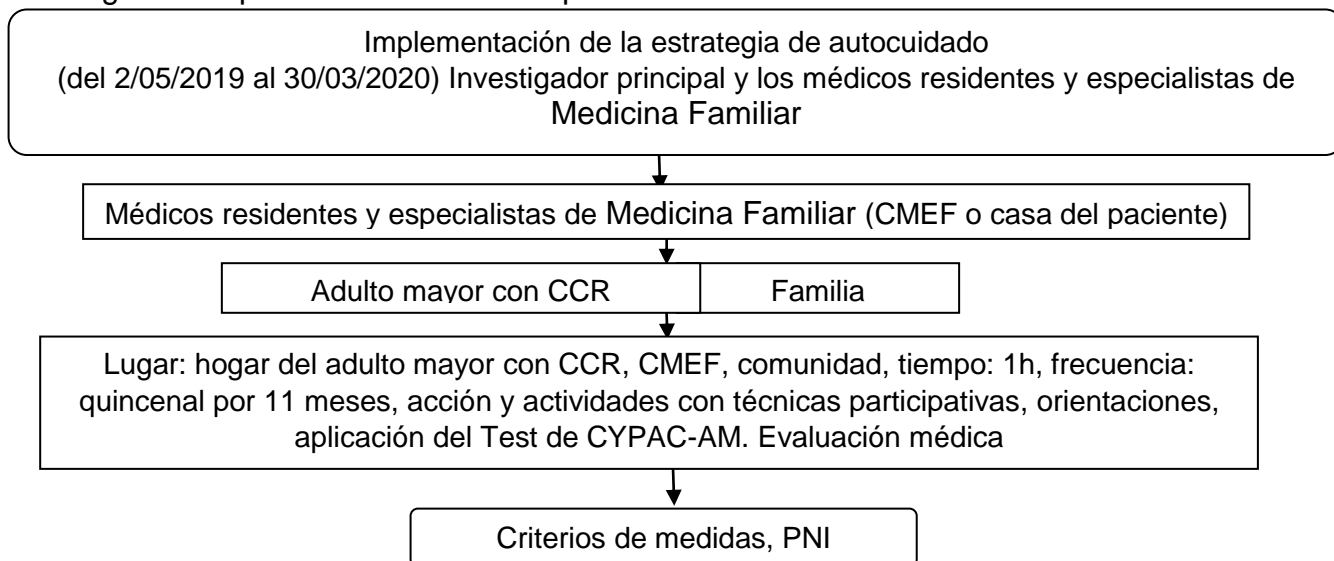 Implementación de la estrategia de autocuidado
(del 2/05/2019 al 30/03/2020) Investigador principal y los médicos residentes y especialistas de
Medicina Familiar
Médicos residentes y especialistas de Medicina Familiar (CMEF o casa del paciente)
Adulto mayor con CCR
Familia
Lugar: hogar del adulto mayor con CCR, CMEF, comunidad, tiempo: 1h, frecuencia:
quincenal por 11 meses, acción y actividades con técnicas participativas, orientaciones,
aplicación del Test de CYPAC-AM. Evaluación médica
Criterios de medidas, PNI